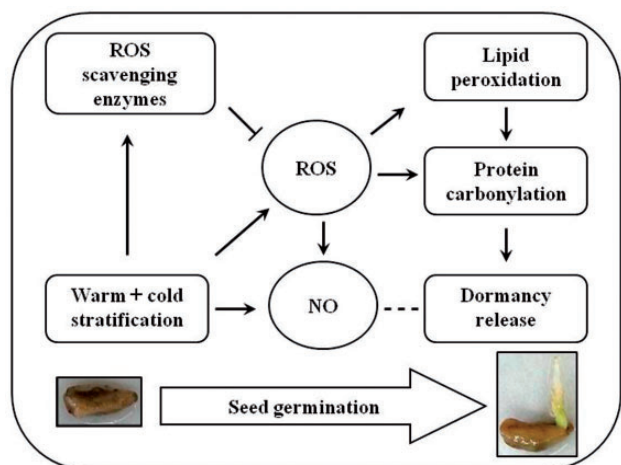 ROS
scavenging
enzymes
Lipid
peroxidation
ROS
Protein
carbonylation
Warm + cold
stratification
NO
Dormancy
release
Seed germination